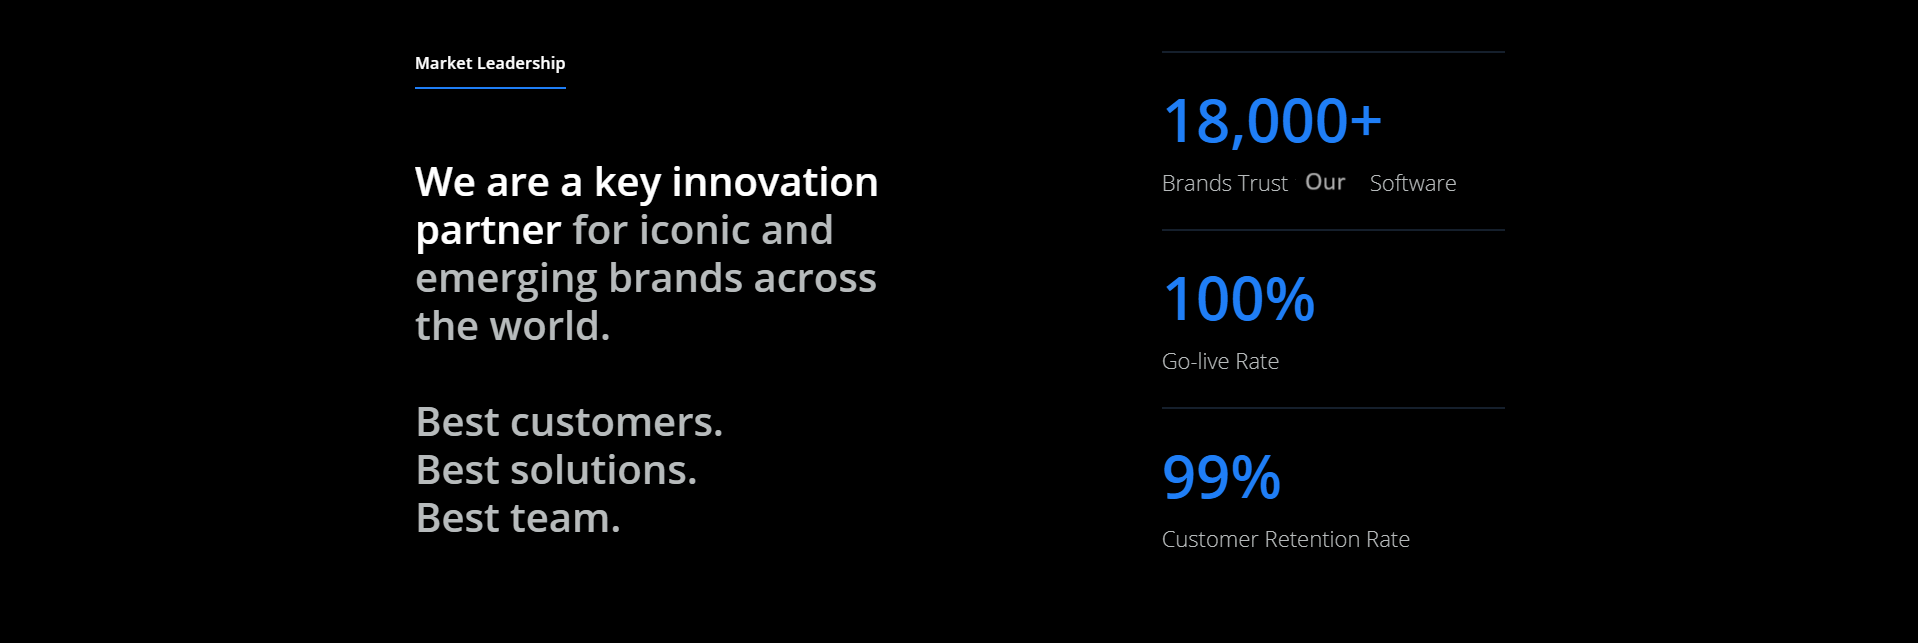 Market Leadership
We are a key innovation
partner for iconic and
emerging brands across
the world.
Best customers.
Best solutions.
Best team.
18,000+
Brands Trust Our Software
100%
Go-live Rate
99%
Customer Retention Rate